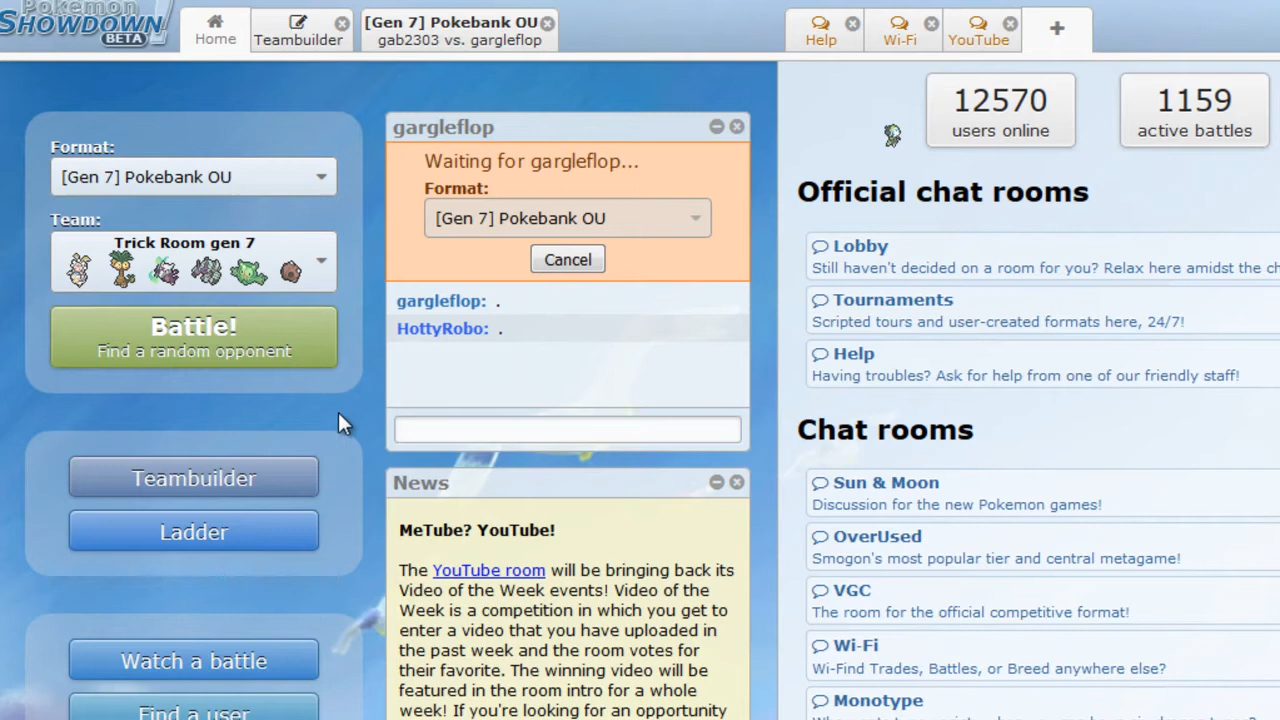 Pokémon
SHOWDOWN
BETA
Home
Teambuilder
[Gen 7] Pokebank OU
gab2303 vs. gargleflop
Help
Wi-Fi
YouTube
+
Format:
[Gen 7] Pokebank OU
Team:
Trick Room gen 7
Battle!
Find a random opponent
Teambuilder
Ladder
Watch a battle
Find a user
gargleflop
Waiting for gargleflop...
Format:
[Gen 7] Pokebank OU
Cancel
gargleflop: .
HottyRobo: .
News
MeTube? YouTube!
The YouTube room will be bringing back its
Video of the Week events! Video of the
Week is a competition in which you get to
enter a video that you have uploaded in
the past week and the room votes for
their favorite. The winning video will be
featured in the room intro for a whole
week! If you're looking for an opportunity
12570
users online
1159
active battles
Official chat rooms
Lobby
Still haven't decided on a room for you? Relax here amidst the
Tournaments
Scripted tours and user-created formats here, 24/7!
Help
Having troubles? Ask for help from one of our friendly staff!
Chat rooms
Sun & Moon
Discussion for the new Pokemon games!
OverUsed
Smogon's most popular tier and central metagame!
VGC
The room for the official competitive format!
Wi-Fi
Wi-Find Trades, Battles, or Breed anywhere else?
Monotype